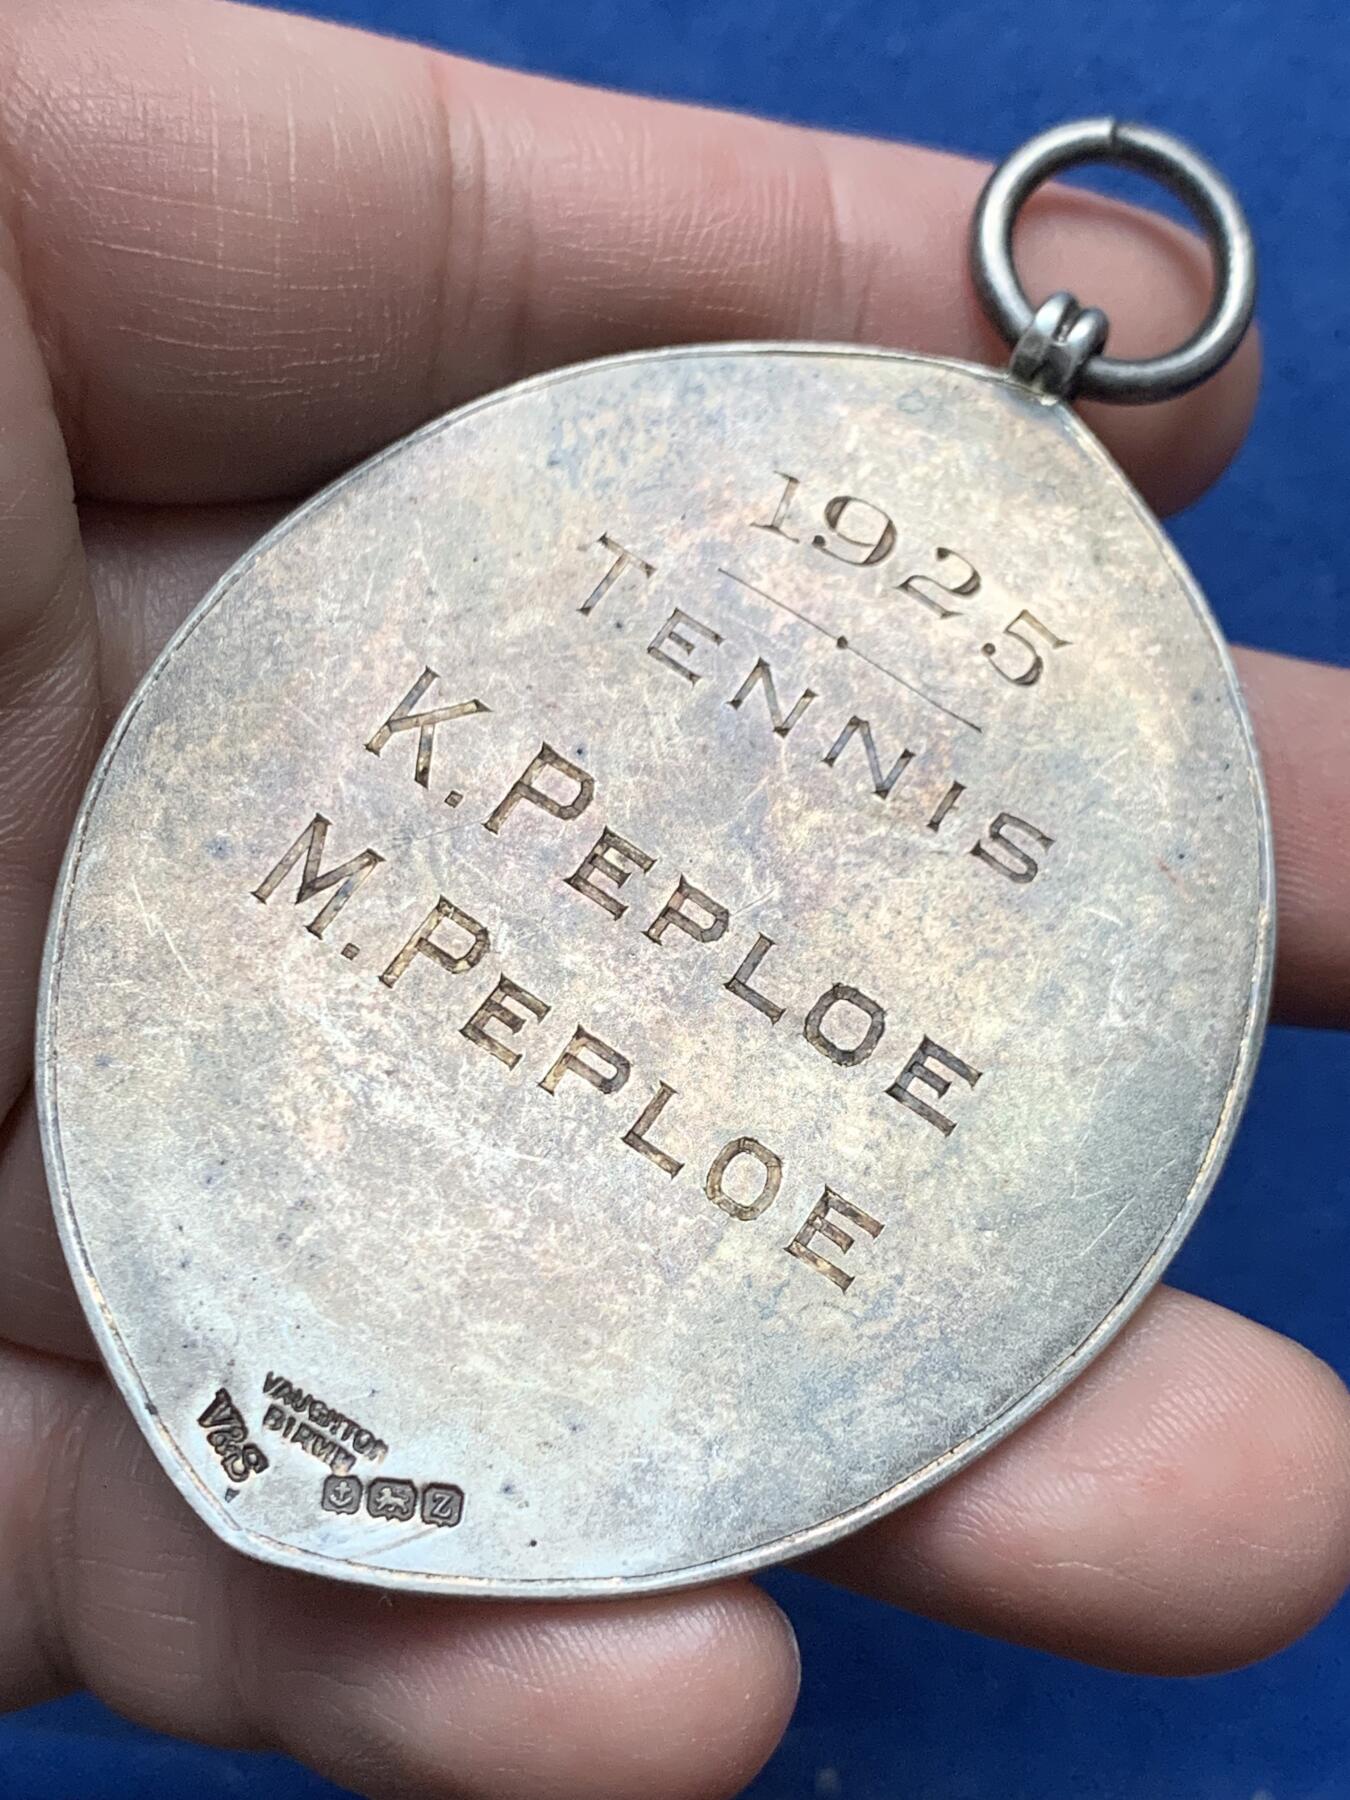 1925
TENNIS
K. PEPLOE
M. PEPLOE
VAUGHTON
BIRM
V&S
Z